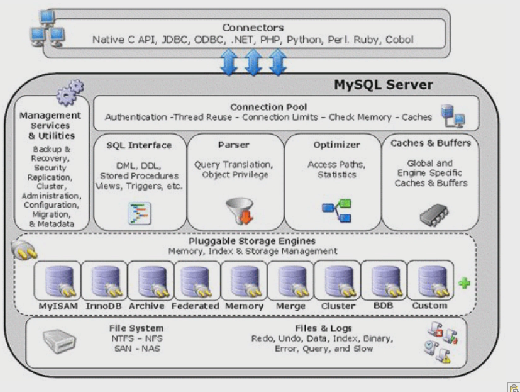 Connectors
Native C API, JDBC, ODBC, .NET, PHP, Python, Perl, Ruby, Cobol
MySQL Server
Management
Services
& Utilities
Backup &
Recovery,
Security
Replication,
Cluster,
Administration,
Configuration,
Migration,
& Metadata
Connection Pool
Authentication -Thread Reuse - Connection Limits - Check Memory - Caches
SQL Interface
DML, DDL,
Stored Procedures
Views, Triggers, etc.
Parser
Query Translation,
Object Privilege
Optimizer
Access Paths,
Statistics
Caches & Buffers
Global and
Engine Specific
Caches & Buffers
Pluggable Storage Engines
Memory, Index & Storage Management
MyISAM InnoDB Archive Federated Memory Merge Cluster BDB Custom
File System
NTFS - NFS
SAN - NAS
Files & Logs
Redo, Undo, Data, Index, Binary,
Error, Query, and Slow